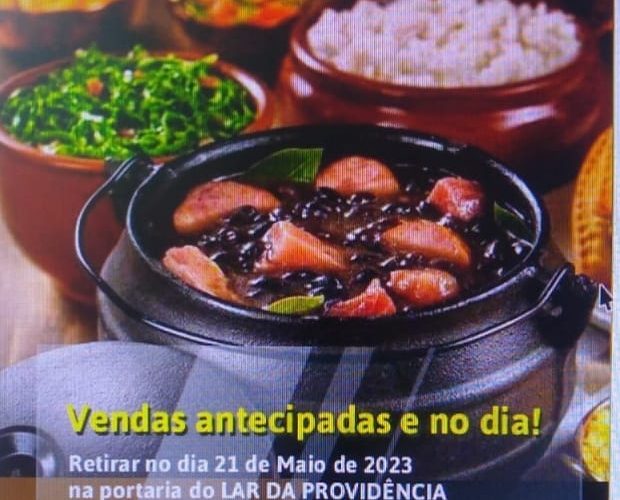 Vendas antecipadas e no dia!
Retirar no dia 21 de Maio de 2023
na portaria do LAR DA PROVIDÊNCIA